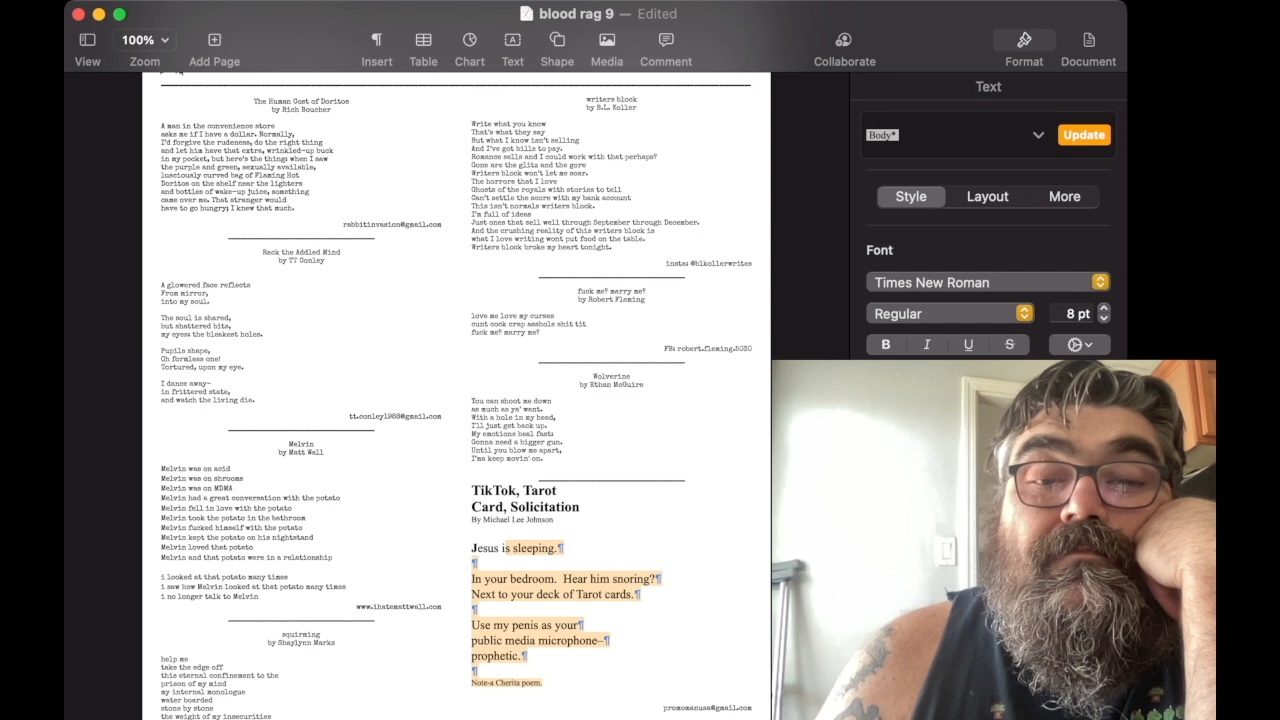 blood rag 9 — Edited
100%
View
Zoom
Add Page
Insert
Table
Chart
Text
Shape
Media
Comment
Collaborate
Format
Document
The Human Cost of Doritos
by Rich Boucher
A man in the convenience store
asks me if I have a dollar. Normally,
I'd forgive the rudeness, do the right thing
and let him have that extra, wrinkled-up buck
in my pocket, but here's the thing: when I saw
the purple and green, sexually available,
lusciously curved bag of Flaming Hot
Doritos on the shelf near the lighters
and bottles of wake-up juice, something
came over me. That stranger would
have to go hungry; I knew that much.
rabbitinvasion@gmail.com
Rack the Addled Mind
by TT Conley
A glowered face reflects
From mirror,
into my soul.
The soul is shared,
but shattered bits,
my eyes: the bleakest holes.
Pupils shape,
Oh formless one!
Tortured, upon my eye.
I dance away—
in frittered state,
and watch the living die.
tt.conley1988@gmail.com
Melvin
by Matt Wall
Melvin was on acid
Melvin was on shrooms
Melvin was on MDMA
Melvin had a great conversation with the potato
Melvin fell in love with the potato
Melvin took the potato in the bathroom
Melvin fucked himself with the potato
Melvin kept the potato on his nightstand
Melvin loved that potato
Melvin and that potato were in a relationship
i looked at that potato many times
i saw how Melvin looked at that potato many times
i no longer talk to Melvin
www.ihatemattwall.com
squirming
by Shaylynn Marks
help me
take the edge off
this eternal confinement to the
prison of my mind
my internal monologue
water boarded
stone by stone
the weight of my insecurities
writers block
by B.L. Koller
Write what you know
That's what they say
But what I know isn't selling
And I've got bills to pay.
Romance sells and I could work with that perhaps?
Gone are the glitz and the gore
Writers block won't let me soar.
The horrors that I love
Ghosts of the royals with stories to tell
Can't settle the score with my bank account
This isn't normals writers block.
I'm full of ideas
Just ones that sell well through September through December.
And the crushing reality of this writers block is
what I love writing wont put food on the table.
Writers block broke my heart tonight.
insta: @blkollerwrites
fuck me? marry me?
by Robert Fleming
love me love my curses
cunt cock crap asshole shit tit
fuck me? marry me?
FB: robert.fleming.5030
Wolverine
by Ethan McGuire
You can shoot me down
as much as ya' want.
With a hole in my head,
I'll just get back up.
My emotions heal fast:
Gonna need a bigger gun.
Until you blow me apart,
I'ma keep movin' on.
TikTok, Tarot
Card, Solicitation
By Michael Lee Johnson
Jesus is sleeping.¶
¶
In your bedroom.  Hear him snoring?¶
Next to your deck of Tarot cards.¶
¶
Use my penis as your¶
public media microphone–¶
prophetic.¶
¶
Note-a Cherita poem.
promomanusa@gmail.com
Text
Body*
Update
Style
Layout
More
Font
Times New Roman
Regular
8 pt
B
I
U
S